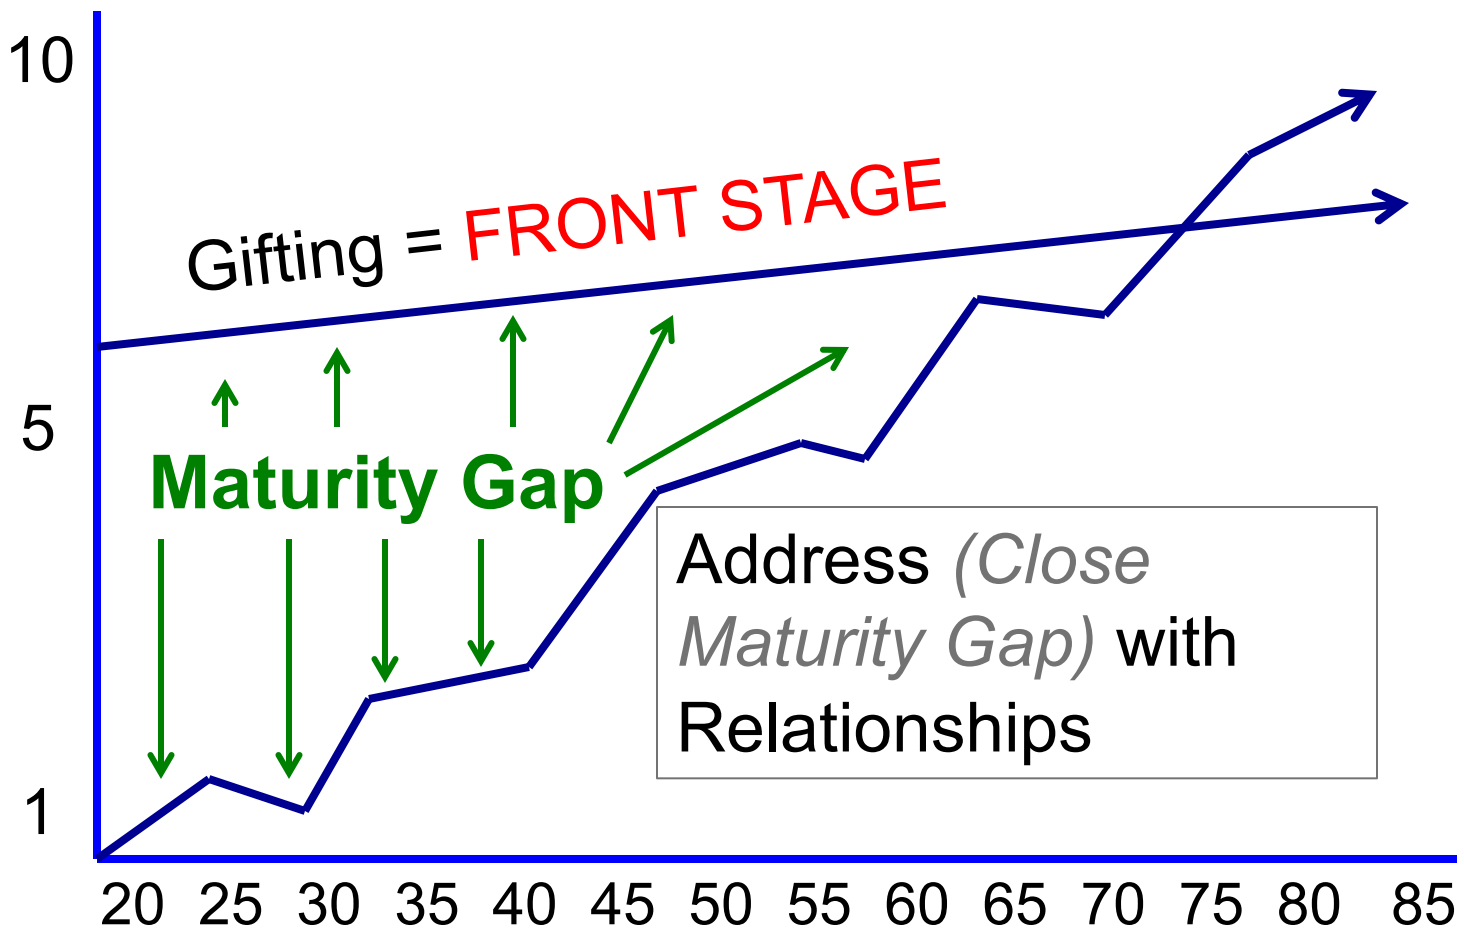 10
Gifting = FRONT STAGE
5
Maturity Gap
Address (Close
Maturity Gap) with
Relationships
1
20 25 30 35 40 45 50 55 60 65 70 75 80 85